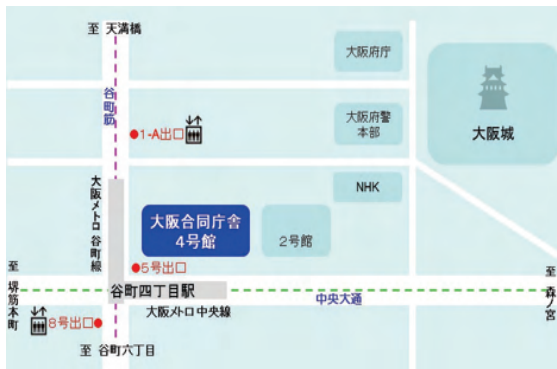 至 天満橋
大阪府庁
谷町筋
1-A出口
大阪府警
本部
大阪城
大阪メトロ 谷町線
NHK
大阪合同庁舎
4号館
2号館
5号出口
至 堺筋本町
谷町四丁目駅
中央大通
至 森ノ宮
大阪メトロ 中央線
8号出口
至 谷町六丁目